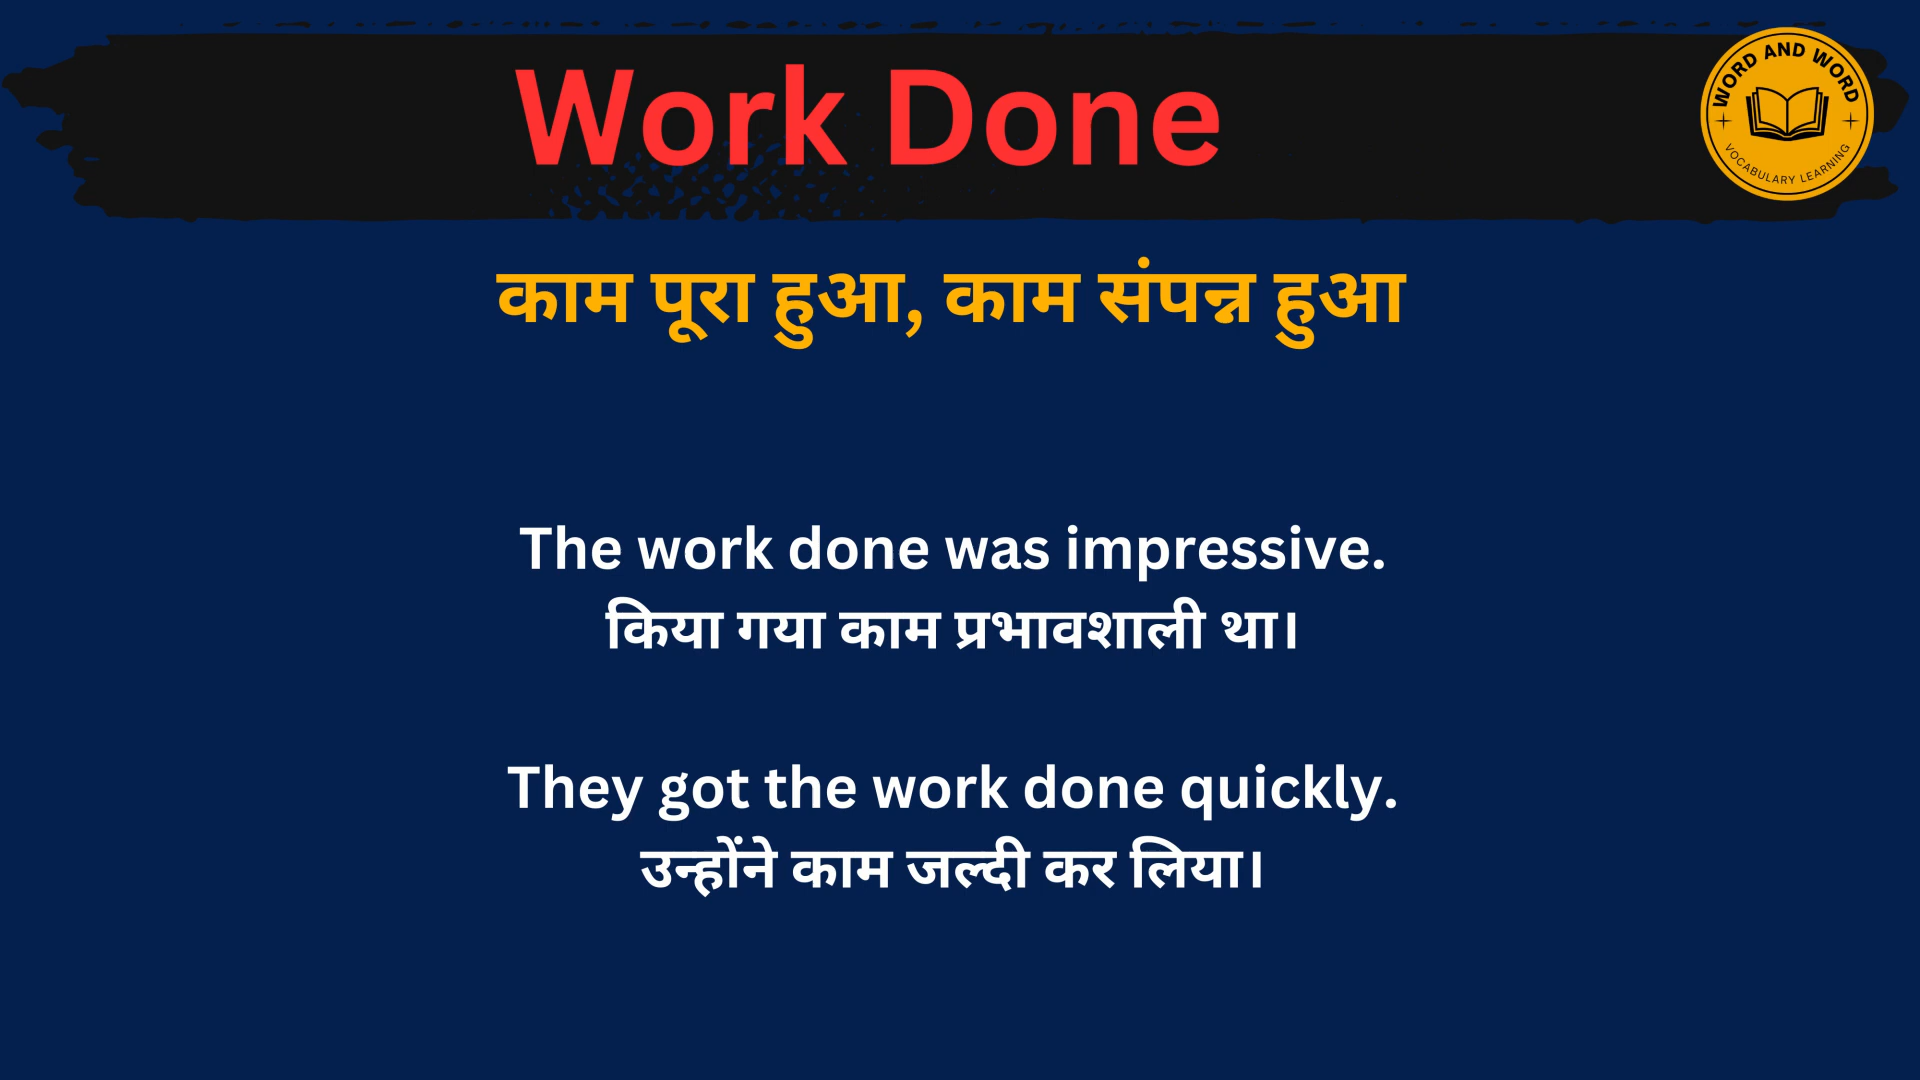 Work Done
WORD AND WORD
VOCABULARY LEARNING
काम पूरा हुआ, काम संपन्न हुआ
The work done was impressive.
किया गया काम प्रभावशाली था।
They got the work done quickly.
उन्होंने काम जल्दी कर लिया।